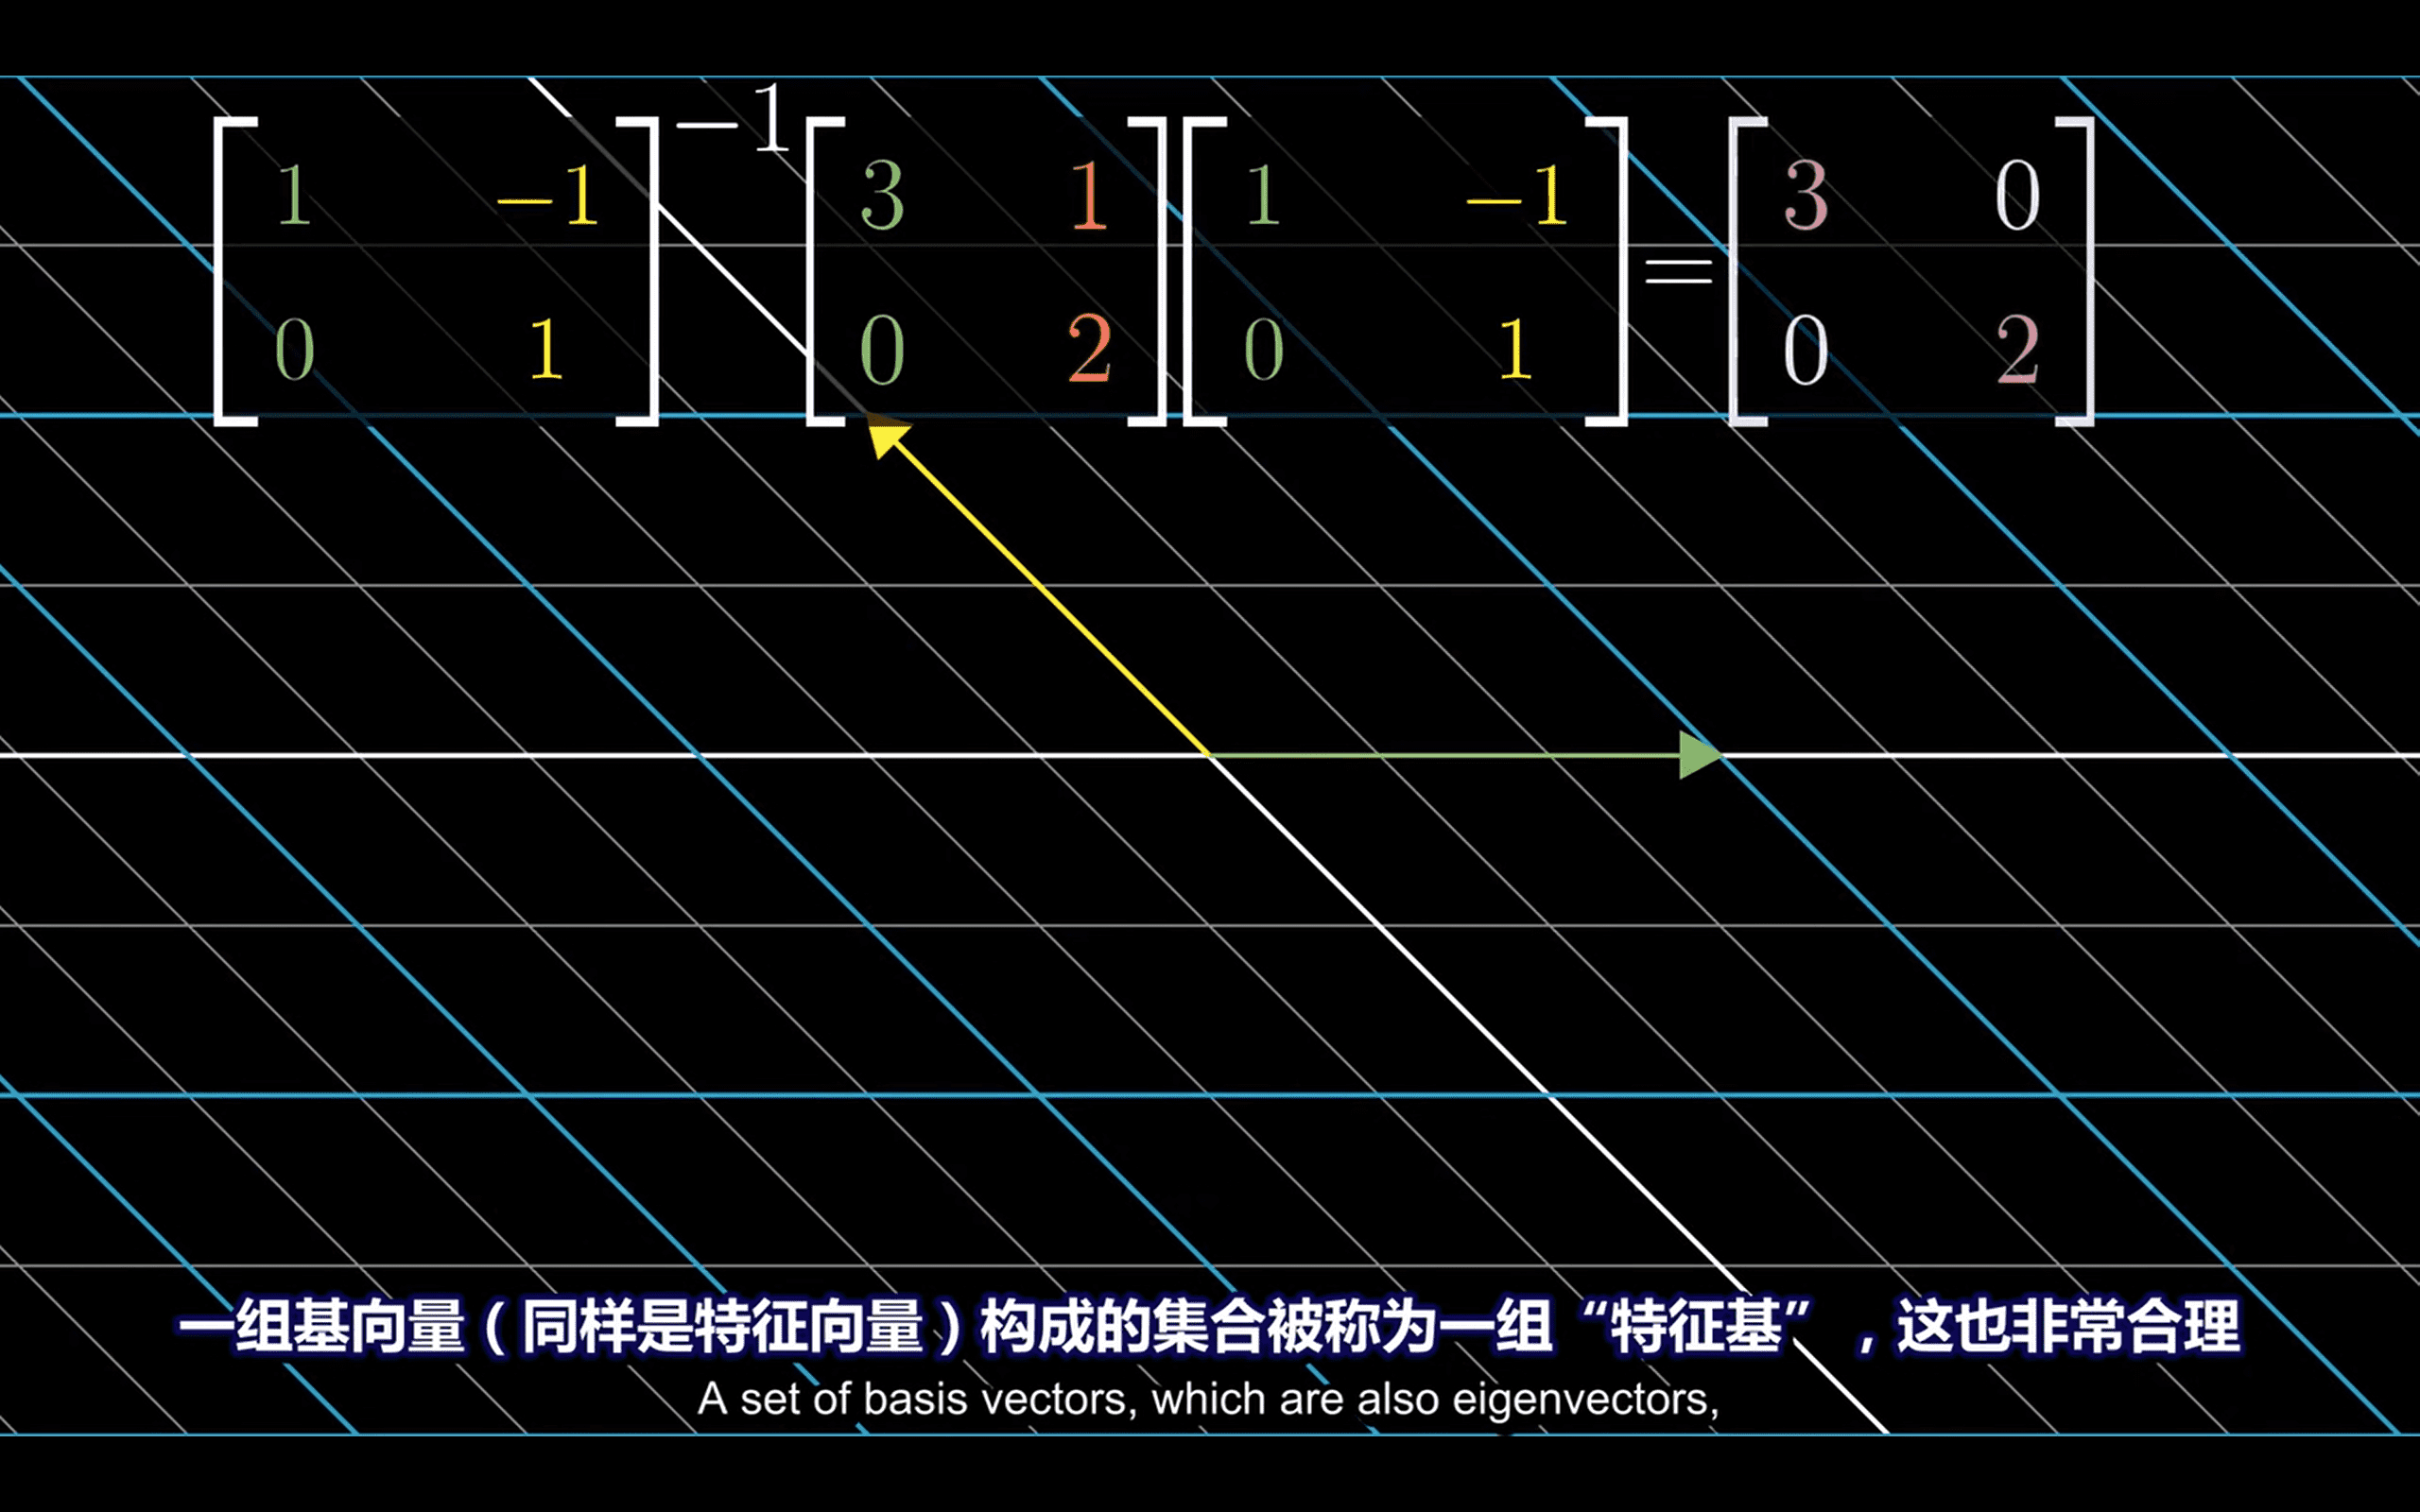 [1 -1]⁻¹ [3 1] [1 -1] = [3 0]
[0 1] [0 2] [0 1] [0 2]
一组基向量(同样是特征向量)构成的集合被称为一组“特征基”,这也非常合理
A set of basis vectors, which are also eigenvectors,